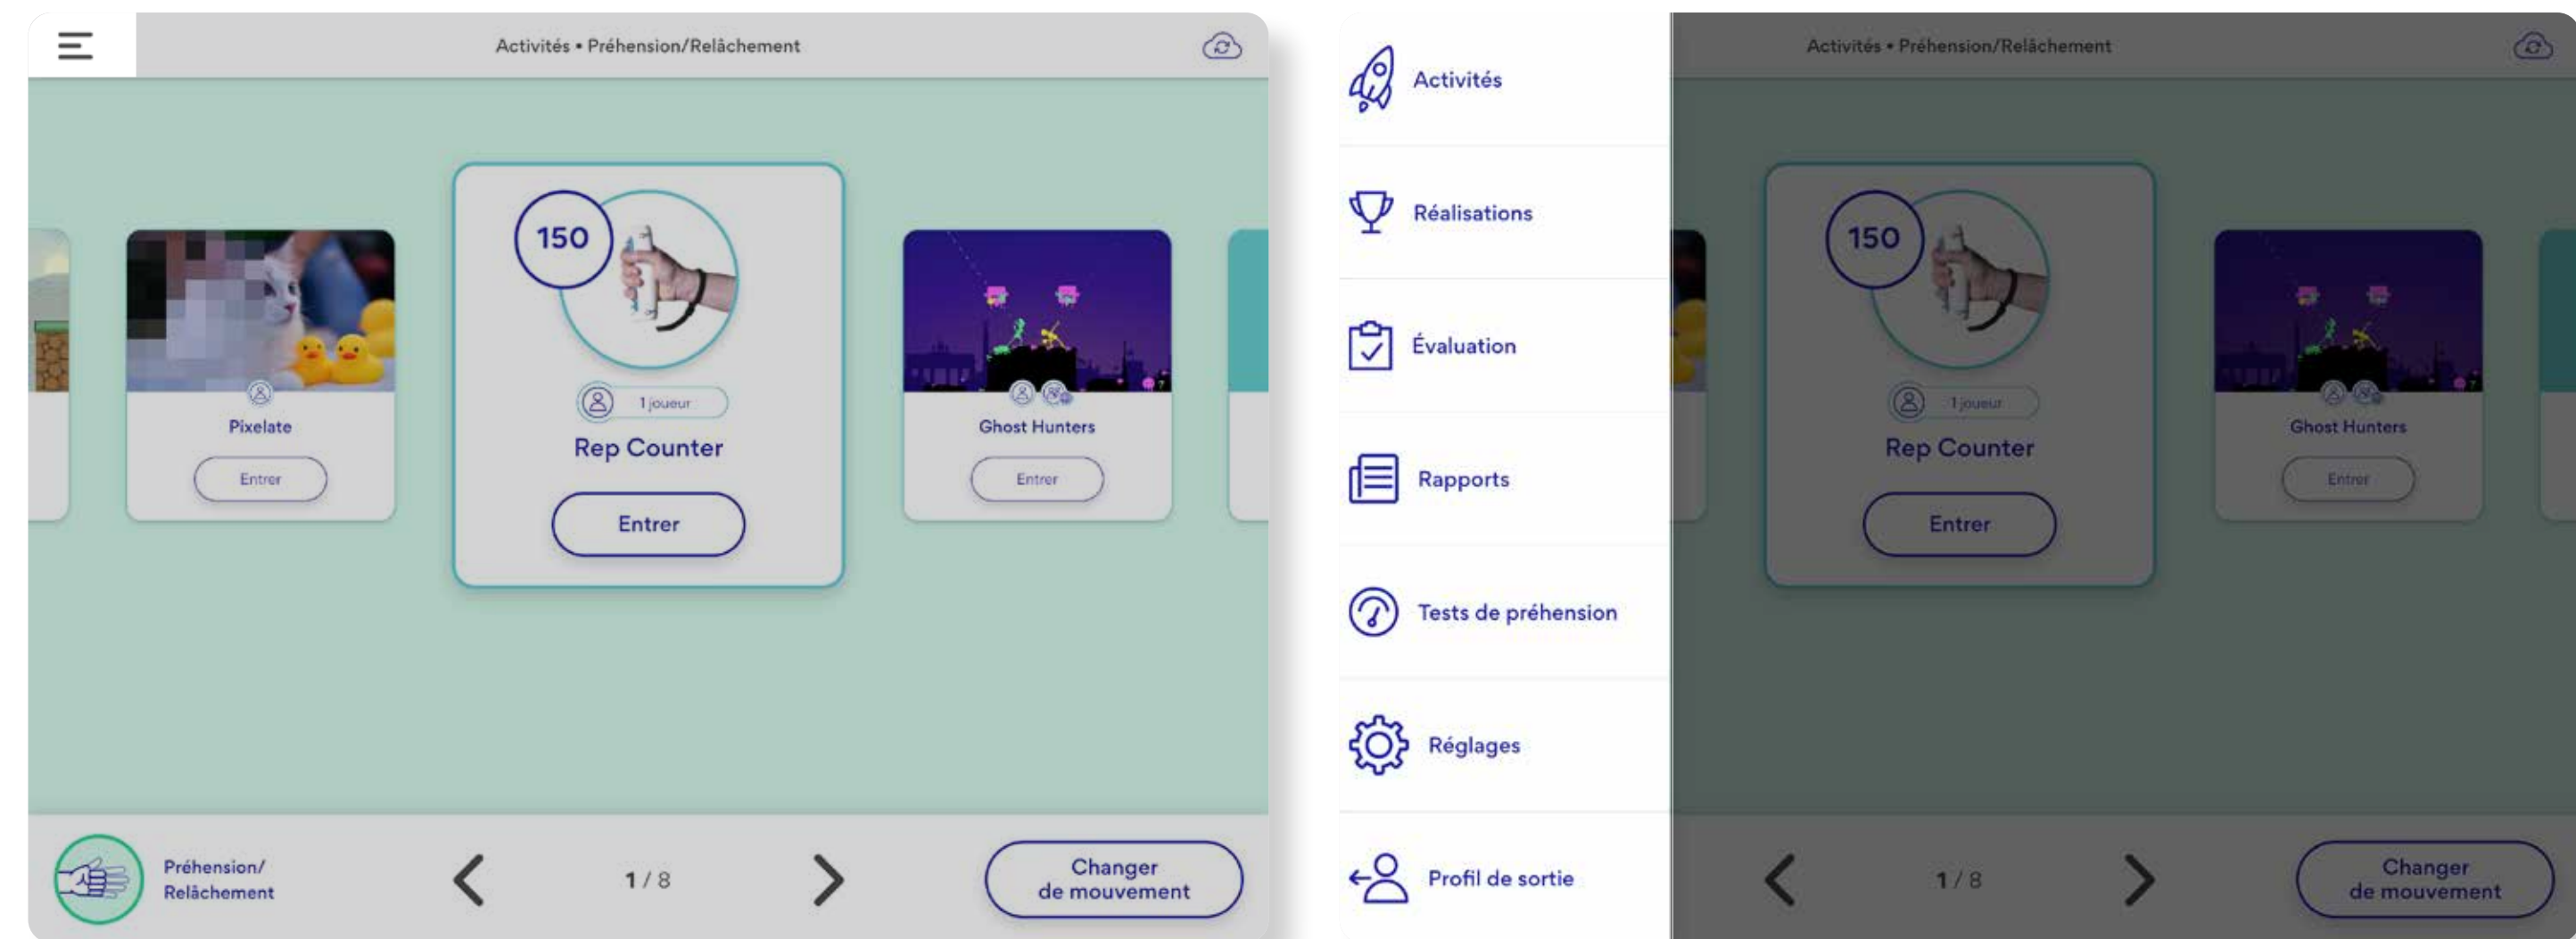 Activités • Préhension/Relâchement
150
1 joueur
Pixelate
Rep Counter
Ghost Hunters
Entrer
Entrer
Entrer
Préhension/
Relâchement
1 / 8
Changer
de mouvement
Activités
Réalisations
Évaluation
Rapports
Tests de préhension
Réglages
Profil de sortie
Activités • Préhension/Relâchement
150
1 joueur
Rep Counter
Ghost Hunters
Entrer
Entrer
1 / 8
Changer
de mouvement